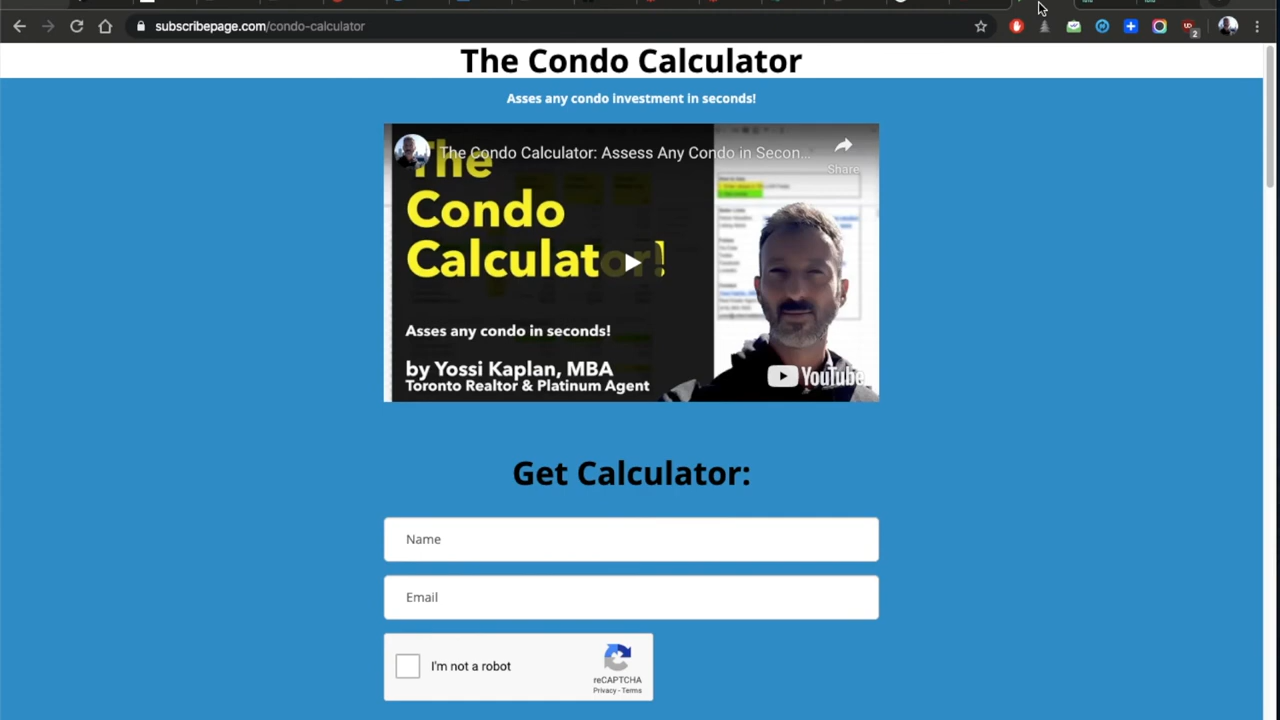 subscribepage.com/condo-calculator
2
The Condo Calculator
Asses any condo investment in seconds!
The Condo Calculator: Assess Any Condo in Secon...
Share
The
Condo
Calculator!
Asses any condo in seconds!
by Yossi Kaplan, MBA
Toronto Realtor & Platinum Agent
YouTube
Get Calculator:
Name
Email
I'm not a robot
reCAPTCHA
Privacy - Terms